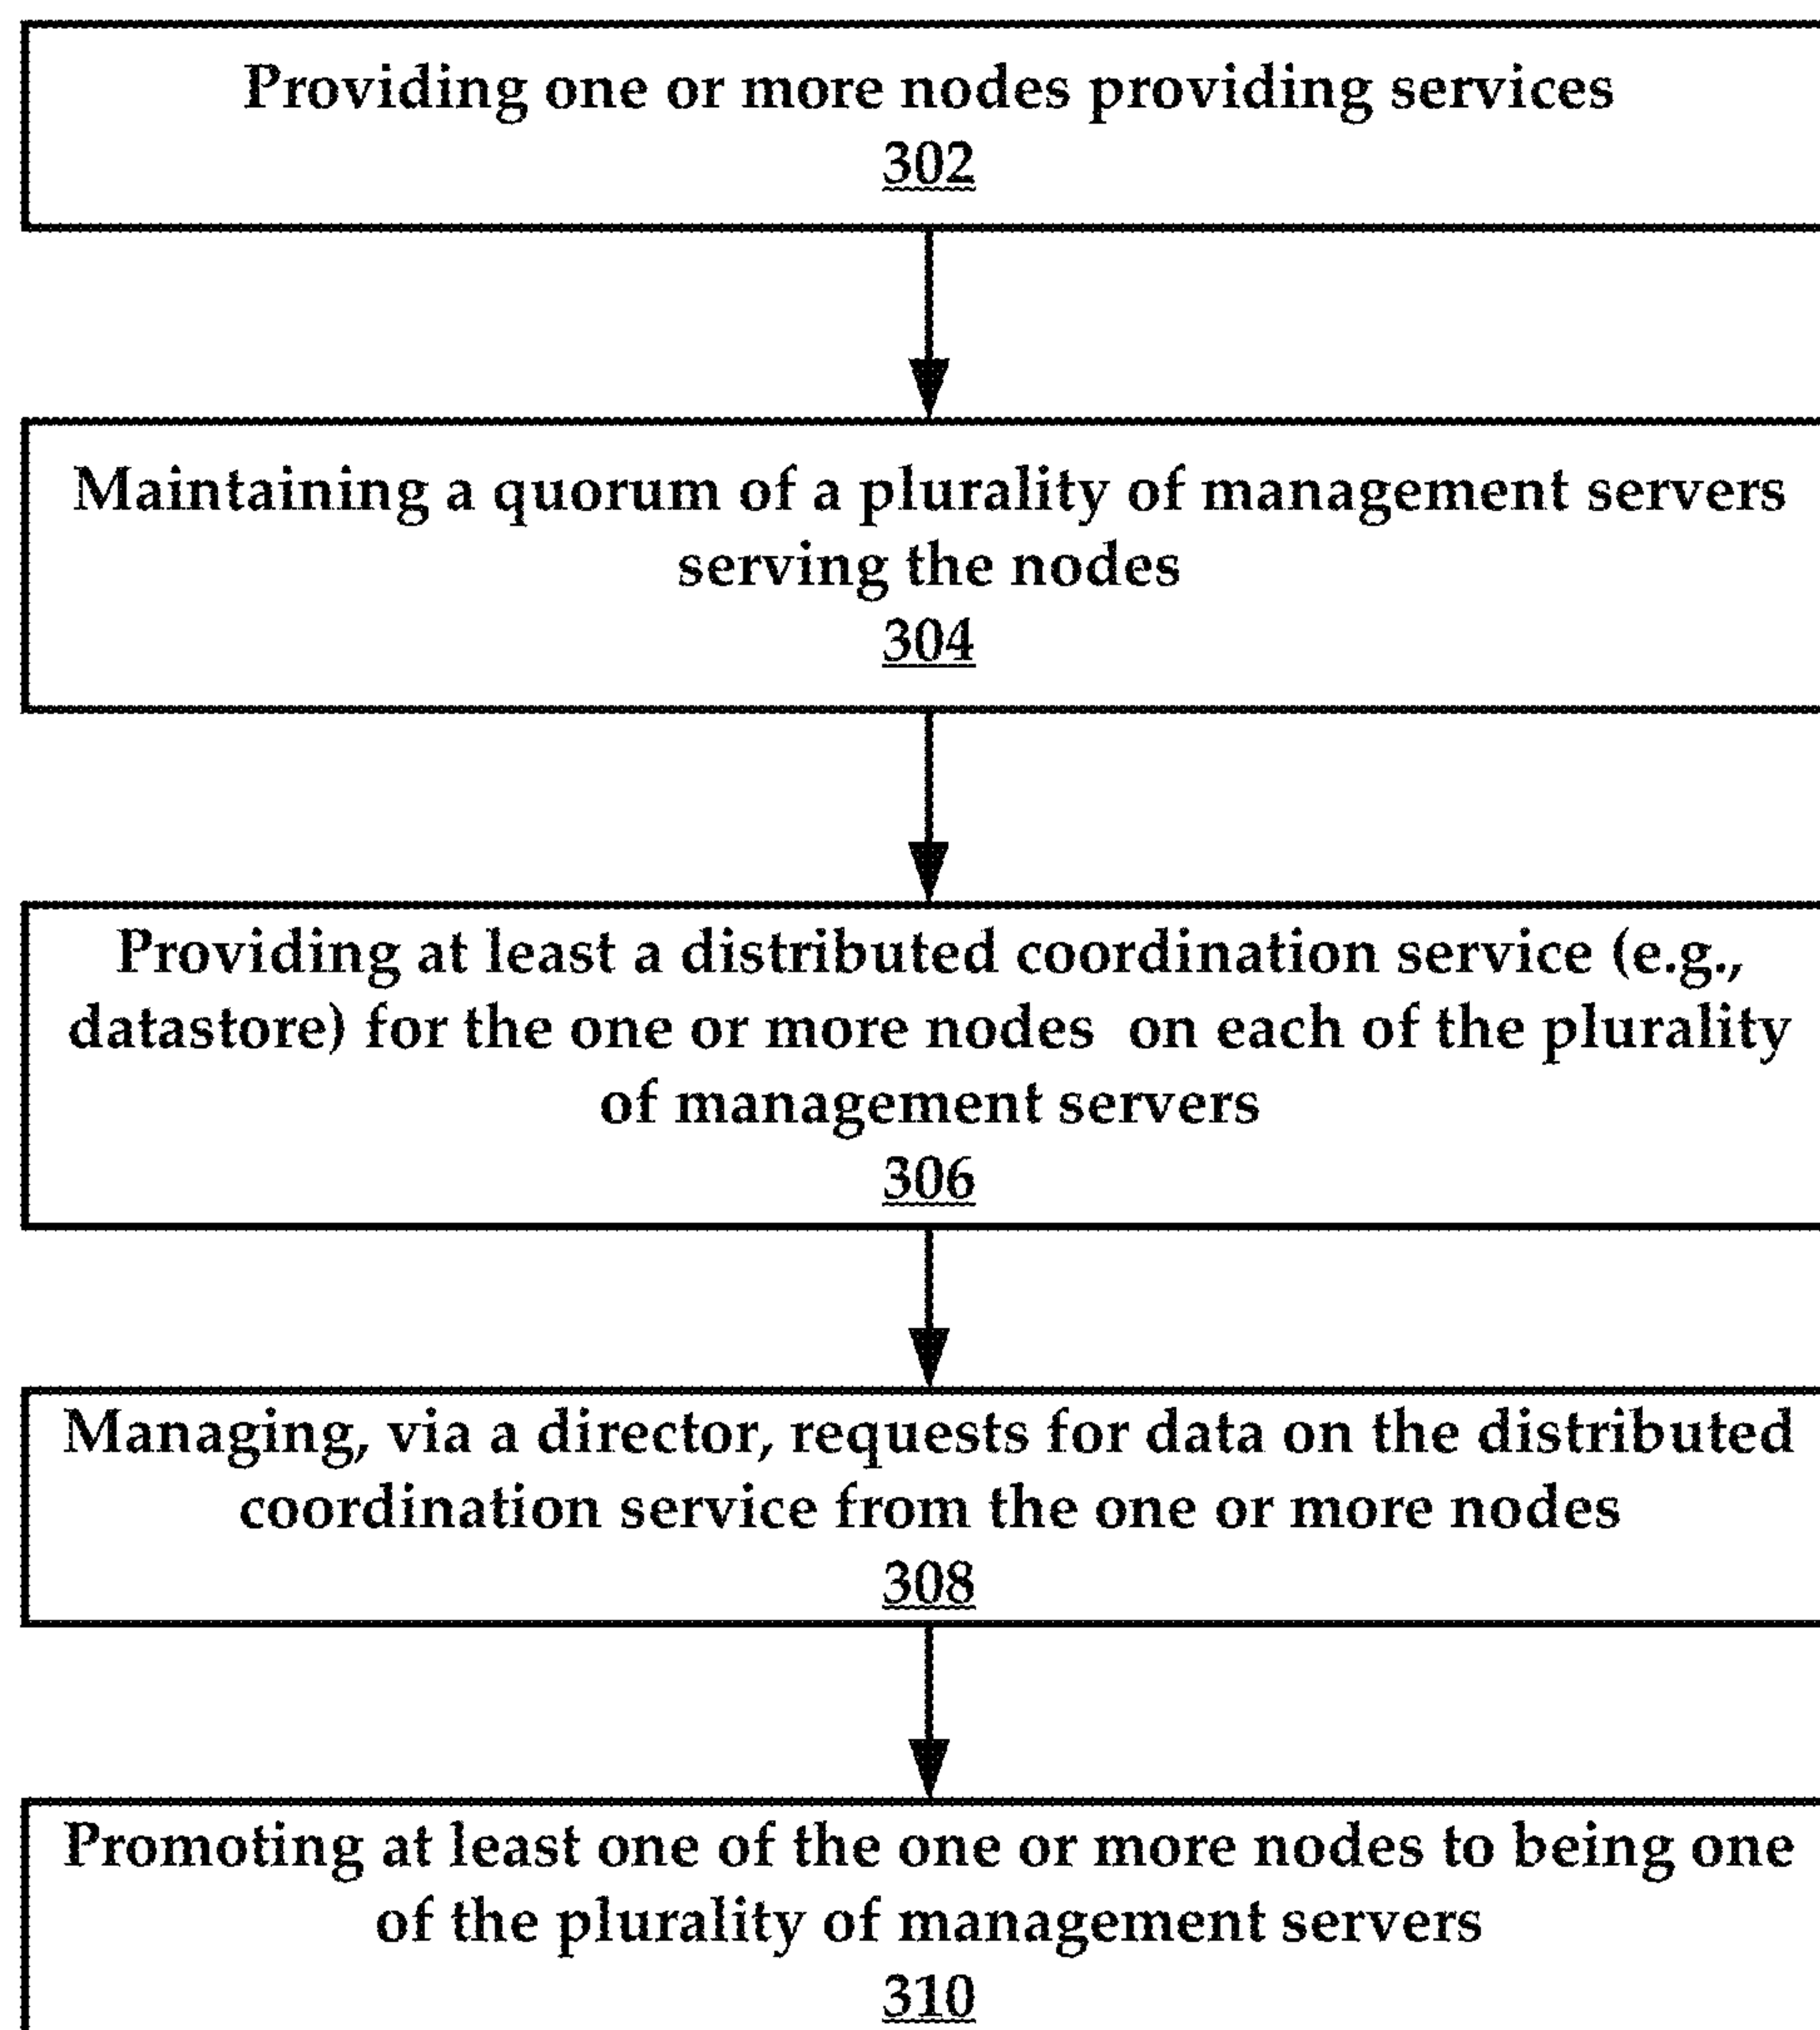 Providing one or more nodes providing services
302
Maintaining a quorum of a plurality of management servers
serving the nodes
304
Providing at least a distributed coordination service (e.g.,
datastore) for the one or more nodes on each of the plurality
of management servers
306
Managing, via a director, requests for data on the distributed
coordination service from the one or more nodes
308
Promoting at least one of the one or more nodes to being one
of the plurality of management servers
310